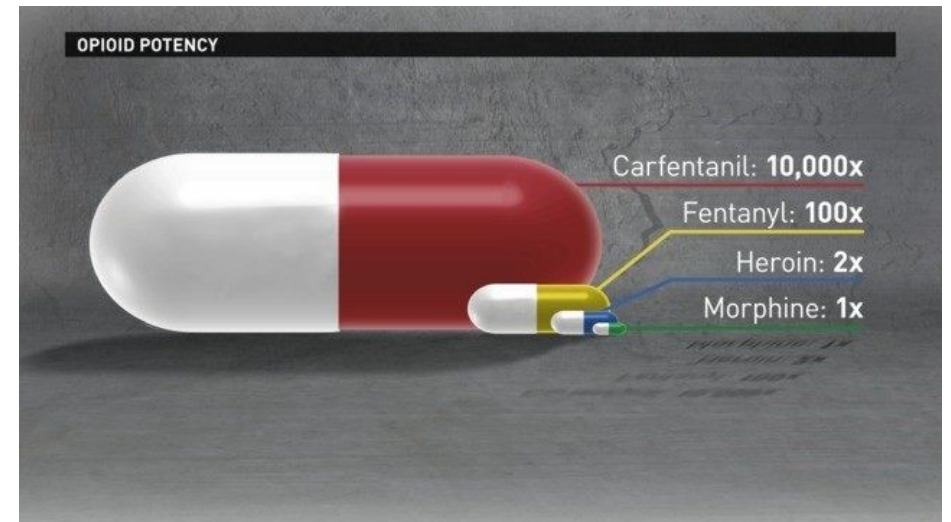 OPIOID POTENCY
Carfentanil: 10,000x
Fentanyl: 100x
Heroin: 2x
Morphine: 1x